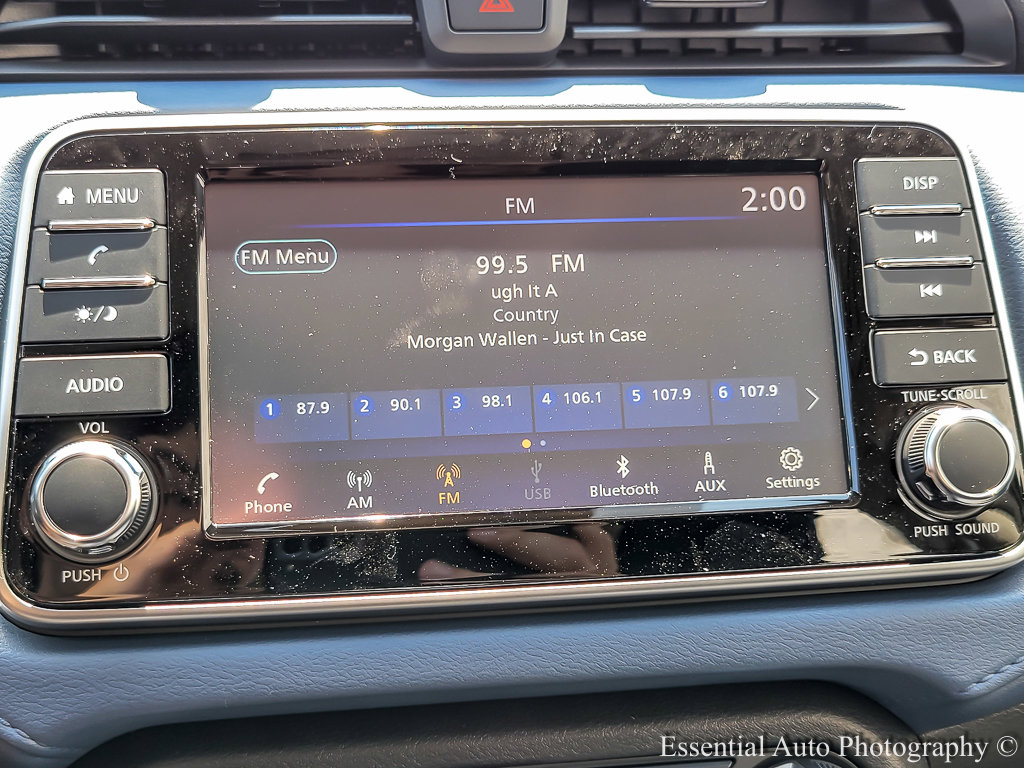 MENU
AUDIO
VOL
PUSH
FM
2:00
FM Menu
99.5 FM
ugh It A
Country
Morgan Wallen - Just In Case
1 87.9 2 90.1 3 98.1 4 106.1 5 107.9 6 107.9
Phone AM FM USB Bluetooth AUX Settings
DISP
BACK
TUNE·SCROLL
PUSH SOUND
Essential Auto Photography ©